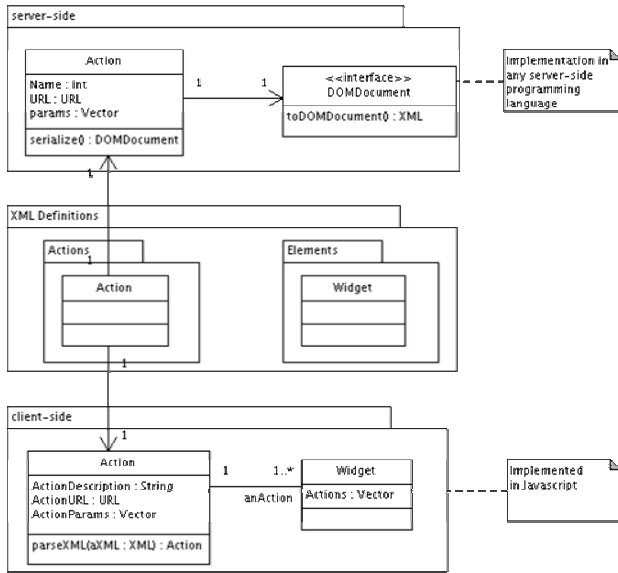 server-side
Action
Name : int
URL : URL
params : Vector
serialize() : DOMDocument
1
1
<<interface>>
DOMDocument
toDOMDocument() : XML
Implementation in
any server-side
programming
language
1
XML Definitions
Actions
1
Action
Elements
Widget
1
client-side
1
Action
ActionDescription : String
ActionURL : URL
ActionParams : Vector
parseXML(aXML : XML) : Action
1
1..*
anAction
Widget
Actions : Vector
Implemented
in Javascript